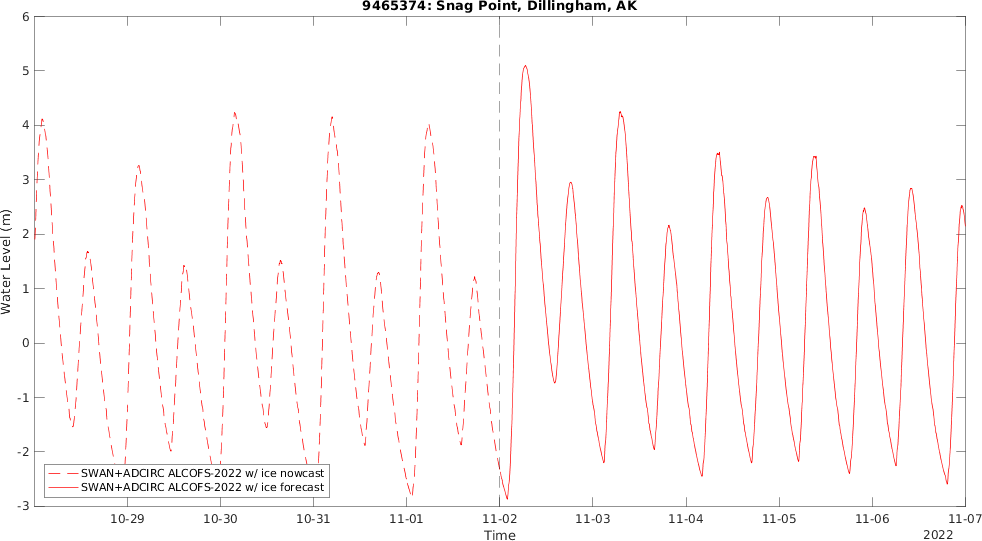 9465374: Snag Point, Dillingham, AK
6
5
4
3
2
1
0
-1
-2
-3
Water Level (m)
SWAN+ADCIRC ALCOFS-2022 w/ ice nowcast
SWAN+ADCIRC ALCOFS-2022 w/ ice forecast
10-29 10-30 10-31 11-01 11-02 11-03 11-04 11-05 11-06 11-07
Time
2022